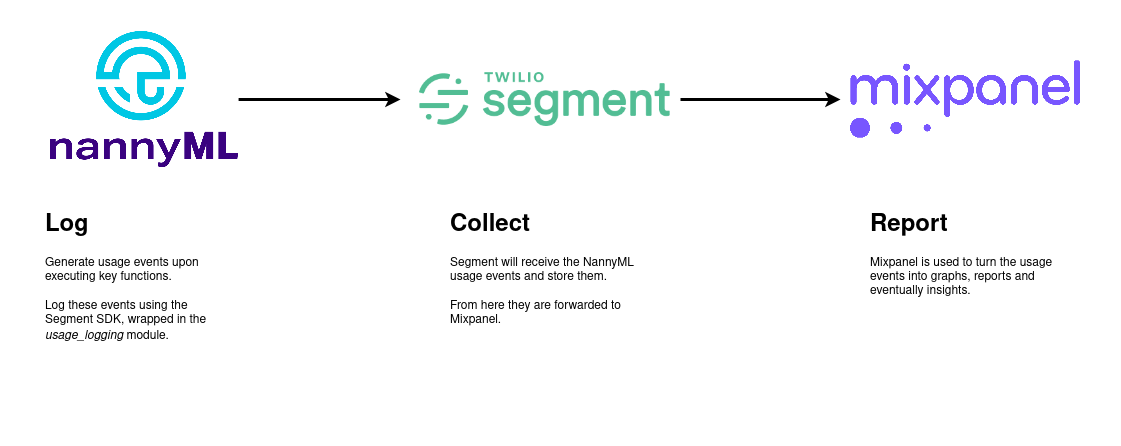 nannyML
TWILIO
segment
mixpanel
Log
Generate usage events upon
executing key functions.
Log these events using the
Segment SDK, wrapped in the
usage_logging module.
Collect
Segment will receive the NannyML
usage events and store them.
From here they are forwarded to
Mixpanel.
Report
Mixpanel is used to turn the usage
events into graphs, reports and
eventually insights.